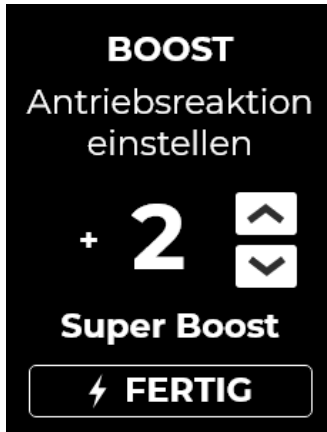 BOOST
Antriebsreaktion
einstellen
+ 2
Super Boost
FERTIG